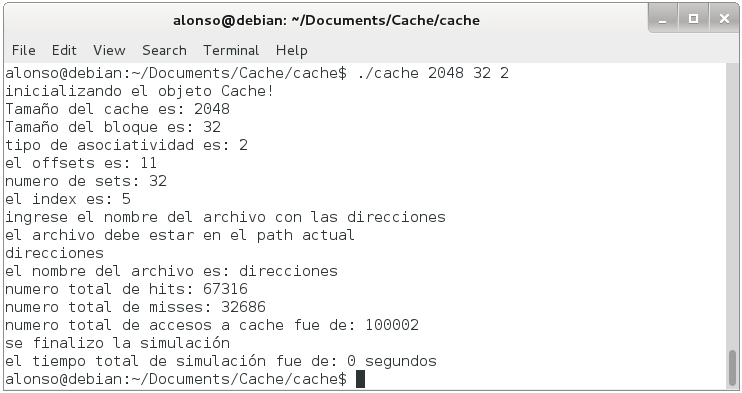 alonso@debian: ~/Documents/Cache/cache
File Edit View Search Terminal Help
alonso@debian:~/Documents/Cache/cache$ ./cache 2048 32 2
inicializando el objeto Cache!
Tamaño del cache es: 2048
Tamaño del bloque es: 32
tipo de asociatividad es: 2
el offsets es: 11
numero de sets: 32
el index es: 5
ingrese el nombre del archivo con las direcciones
el archivo debe estar en el path actual
direcciones
el nombre del archivo es: direcciones
numero total de hits: 67316
numero total de misses: 32686
numero total de accesos a cache fue de: 100002
se finalizo la simulación
el tiempo total de simulación fue de: 0 segundos
alonso@debian:~/Documents/Cache/cache$